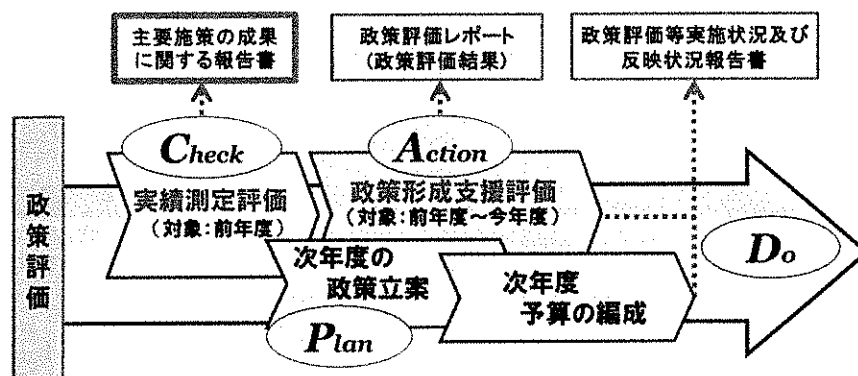 主要施策の成果
に関する報告書
政策評価レポート
(政策評価結果)
政策評価等実施状況及び
反映状況報告書
政策評価
Check
実績測定評価
(対象:前年度)
Action
政策形成支援評価
(対象:前年度~今年度)
次年度の
政策立案
Plan
次年度
予算の編成
Do